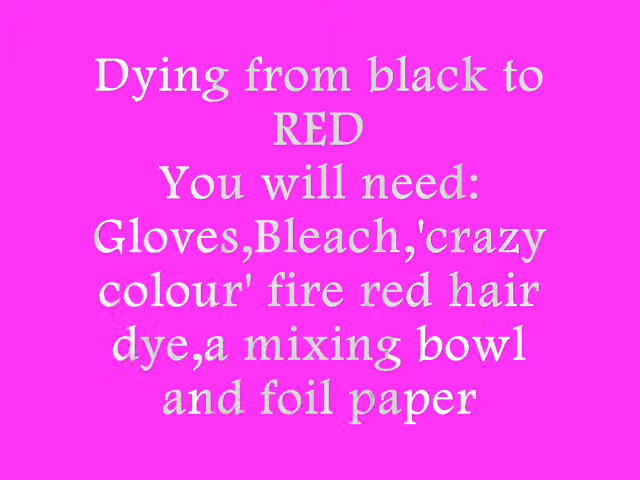 Dying from black to
RED
You will need:
Gloves,Bleach,'crazy
colour' fire red hair
dye,a mixing bowl
and foil paper